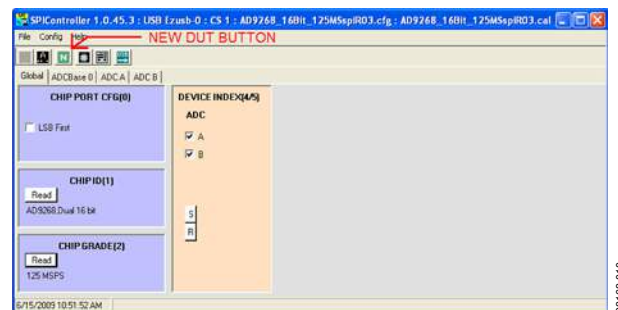 SPIController 1.0.45.3 : USB Ezusb-0 : CS 1 : AD9268_16Bit_125MSspiR03.cfg : AD9268_16Bit_125MSspiR03.cal
File Config Help
NEW DUT BUTTON
N
Global ADCBase 0 ADC A ADC B
CHIP PORT CFG(0)
LSB First
CHIP ID(1)
Read
AD9268,Dual 16 bit
CHIP GRADE(2)
Read
125 MSPS
DEVICE INDEX(4/5)
ADC
A
B
S
R
6/15/2009 10:51:52 AM